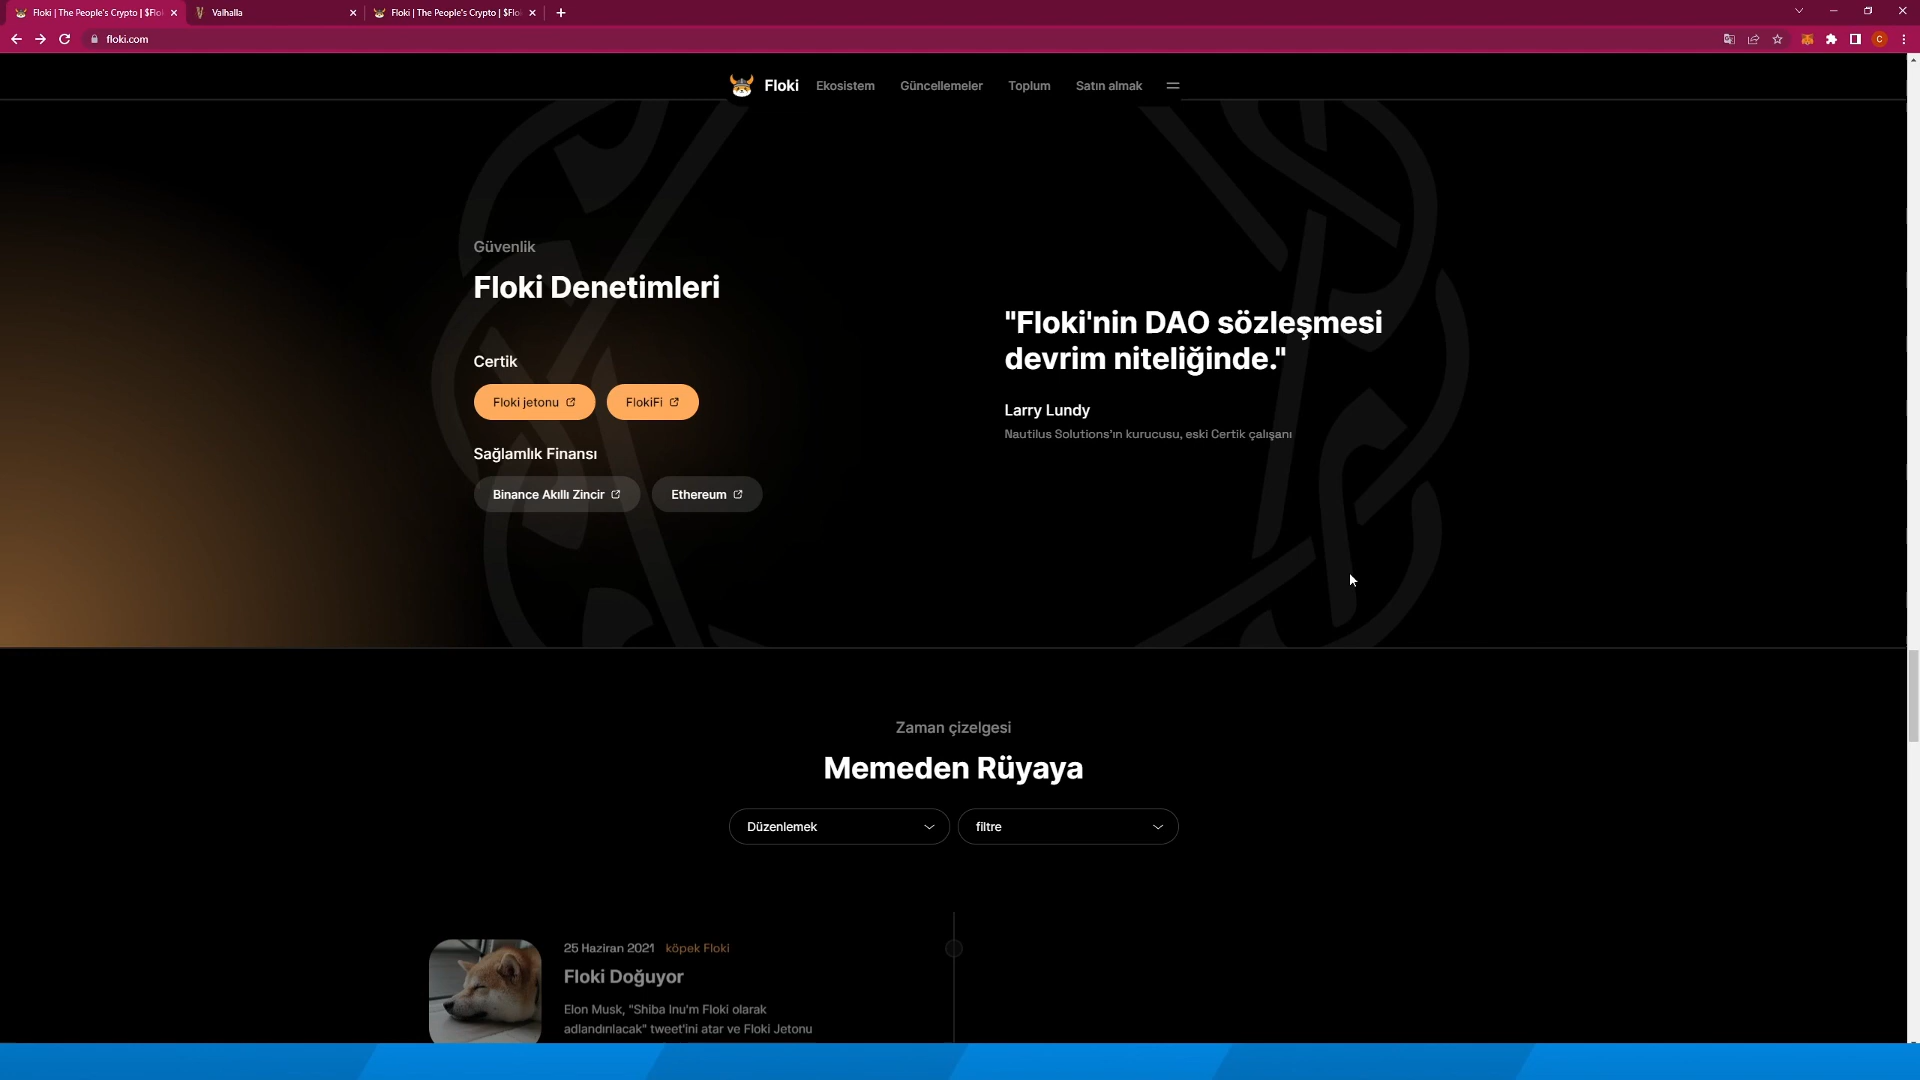 Floki | The People's Crypto | $Flo
Valhalla
Floki | The People's Crypto | $Flo
floki.com
C
Floki
Ekosistem
Güncellemeler
Toplum
Satın almak
Güvenlik
Floki Denetimleri
Certik
Floki jetonu
FlokiFi
Sağlamlık Finansı
Binance Akıllı Zincir
Ethereum
"Floki'nin DAO sözleşmesi
devrim niteliğinde."
Larry Lundy
Nautilus Solutions'ın kurucusu, eski Certik çalışanı
Zaman çizelgesi
Memeden Rüyaya
Düzenlemek
filtre
25 Haziran 2021 köpek Floki
Floki Doğuyor
Elon Musk, "Shiba Inu'm Floki olarak
adlandırılacak" tweet'ini atar ve Floki Jetonu